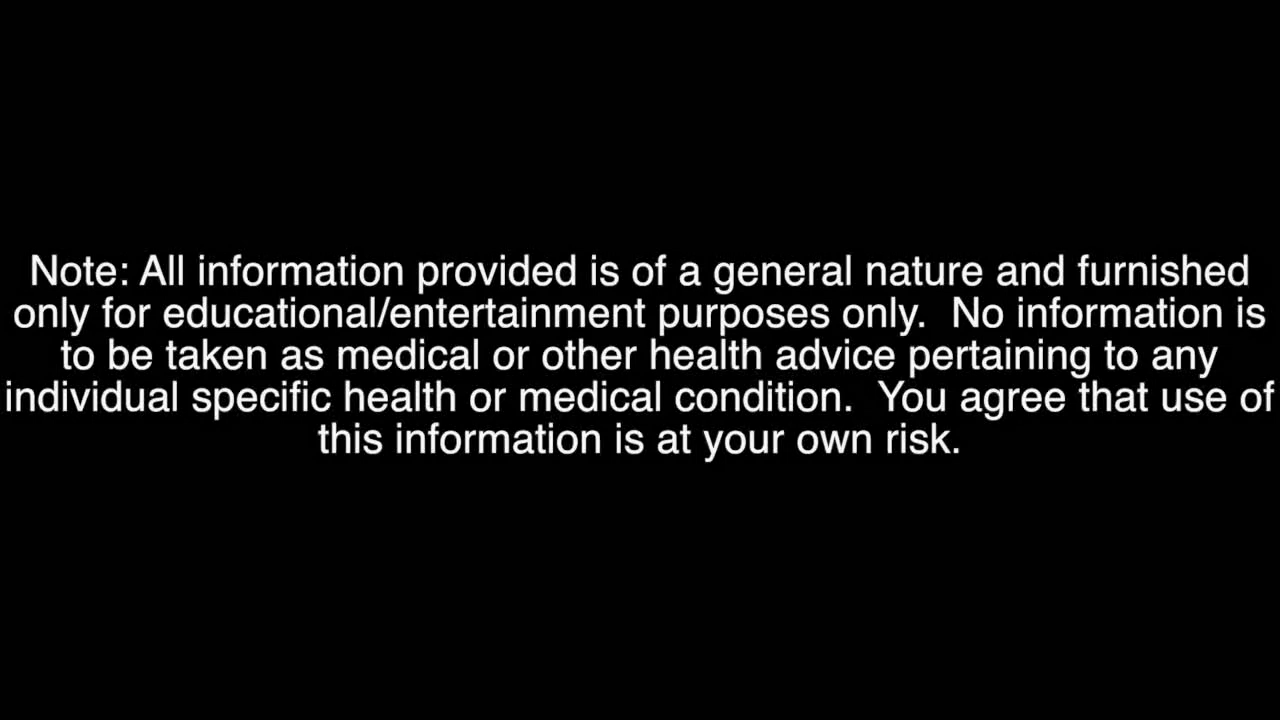 Note: All information provided is of a general nature and furnished
only for educational/entertainment purposes only.  No information is
to be taken as medical or other health advice pertaining to any
individual specific health or medical condition.  You agree that use of
this information is at your own risk.